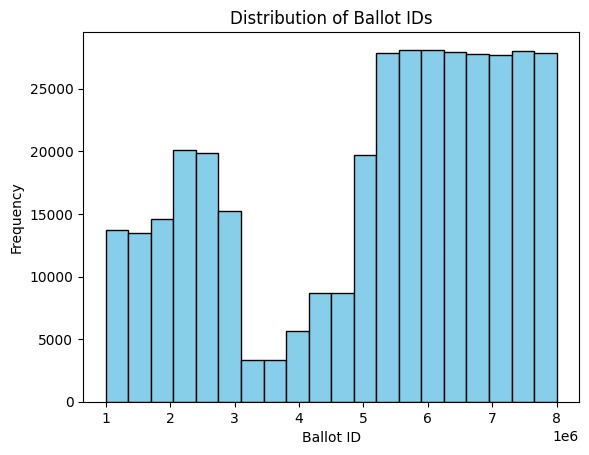 Distribution of Ballot IDs
25000
20000
15000
10000
5000
0
Frequency
1 2 3 4 5 6 7 8
1e6
Ballot ID